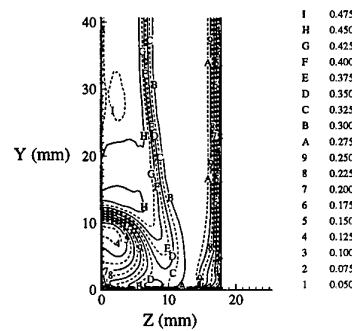 I 0.475
H 0.450
G 0.425
F 0.400
E 0.375
D 0.350
C 0.325
B 0.300
A 0.275
9 0.250
8 0.225
7 0.200
6 0.175
5 0.150
4 0.125
3 0.100
2 0.075
1 0.050
40
30
Y (mm)
20
10
0
0 10 20
Z (mm)